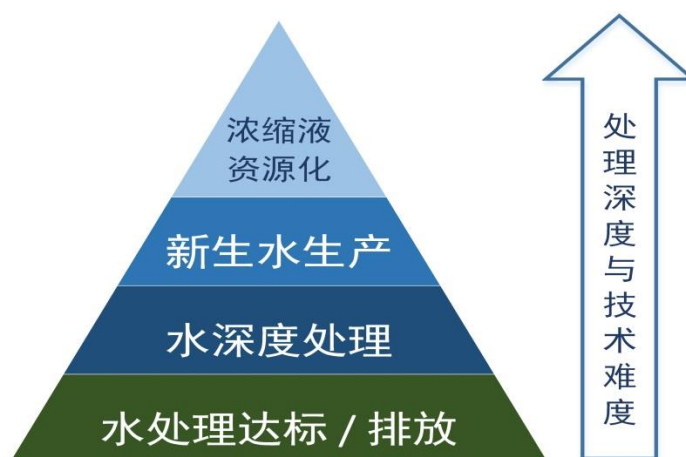 浓缩液
资源化
新生水生产
水深度处理
水处理达标 / 排放
处理深度与技术难度